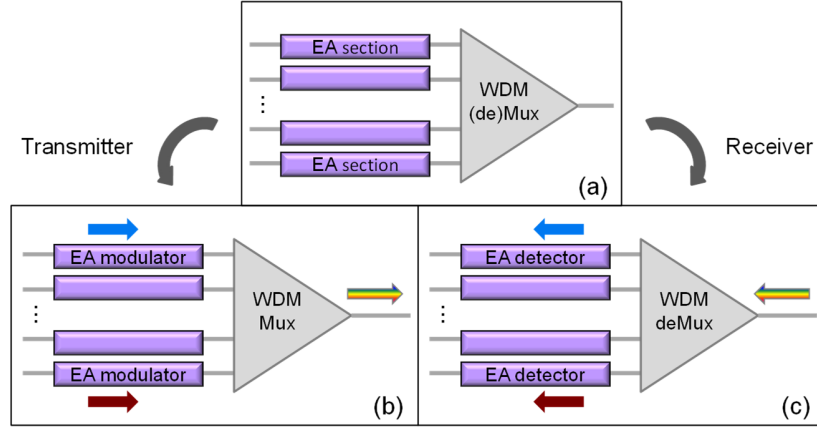 EA section
WDM
(de)Mux
⋮
EA section
(a)
Transmitter
Receiver
EA modulator
WDM
Mux
⋮
EA modulator
(b)
EA detector
WDM
deMux
⋮
EA detector
(c)